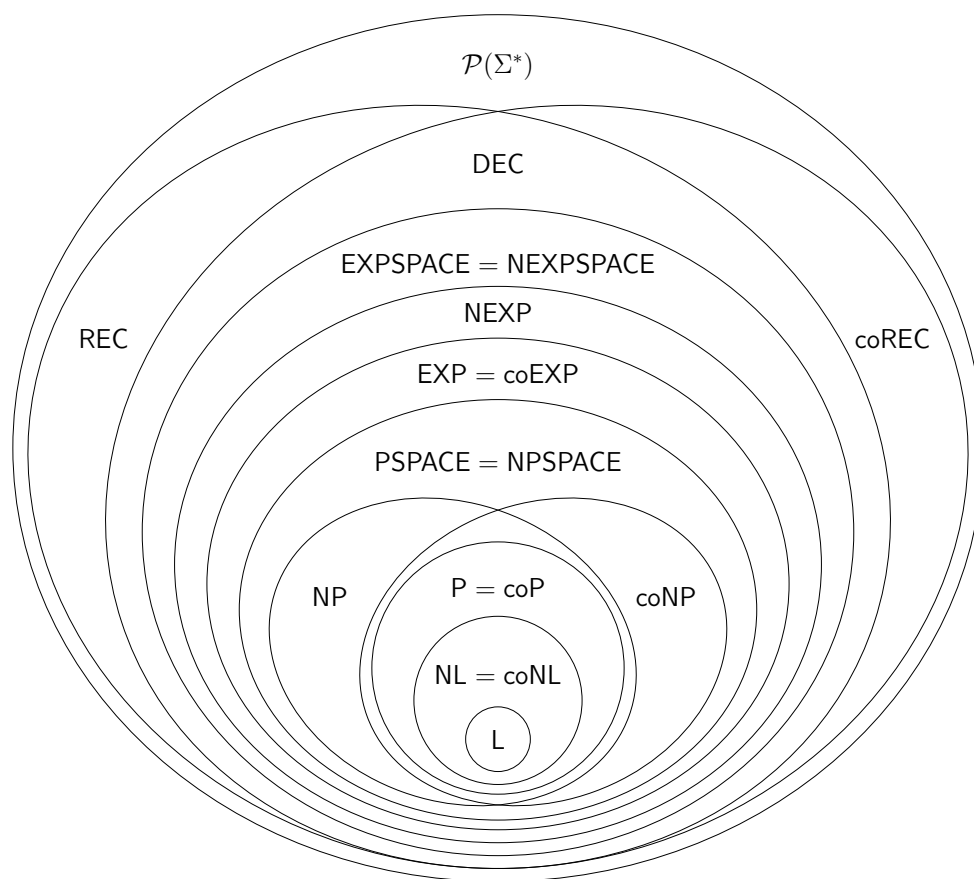 𝒫(Σ*)
DEC
EXPSPACE = NEXPSPACE
NEXP
REC
coREC
EXP = coEXP
PSPACE = NPSPACE
P = coP
NP
coNP
NL = coNL
L